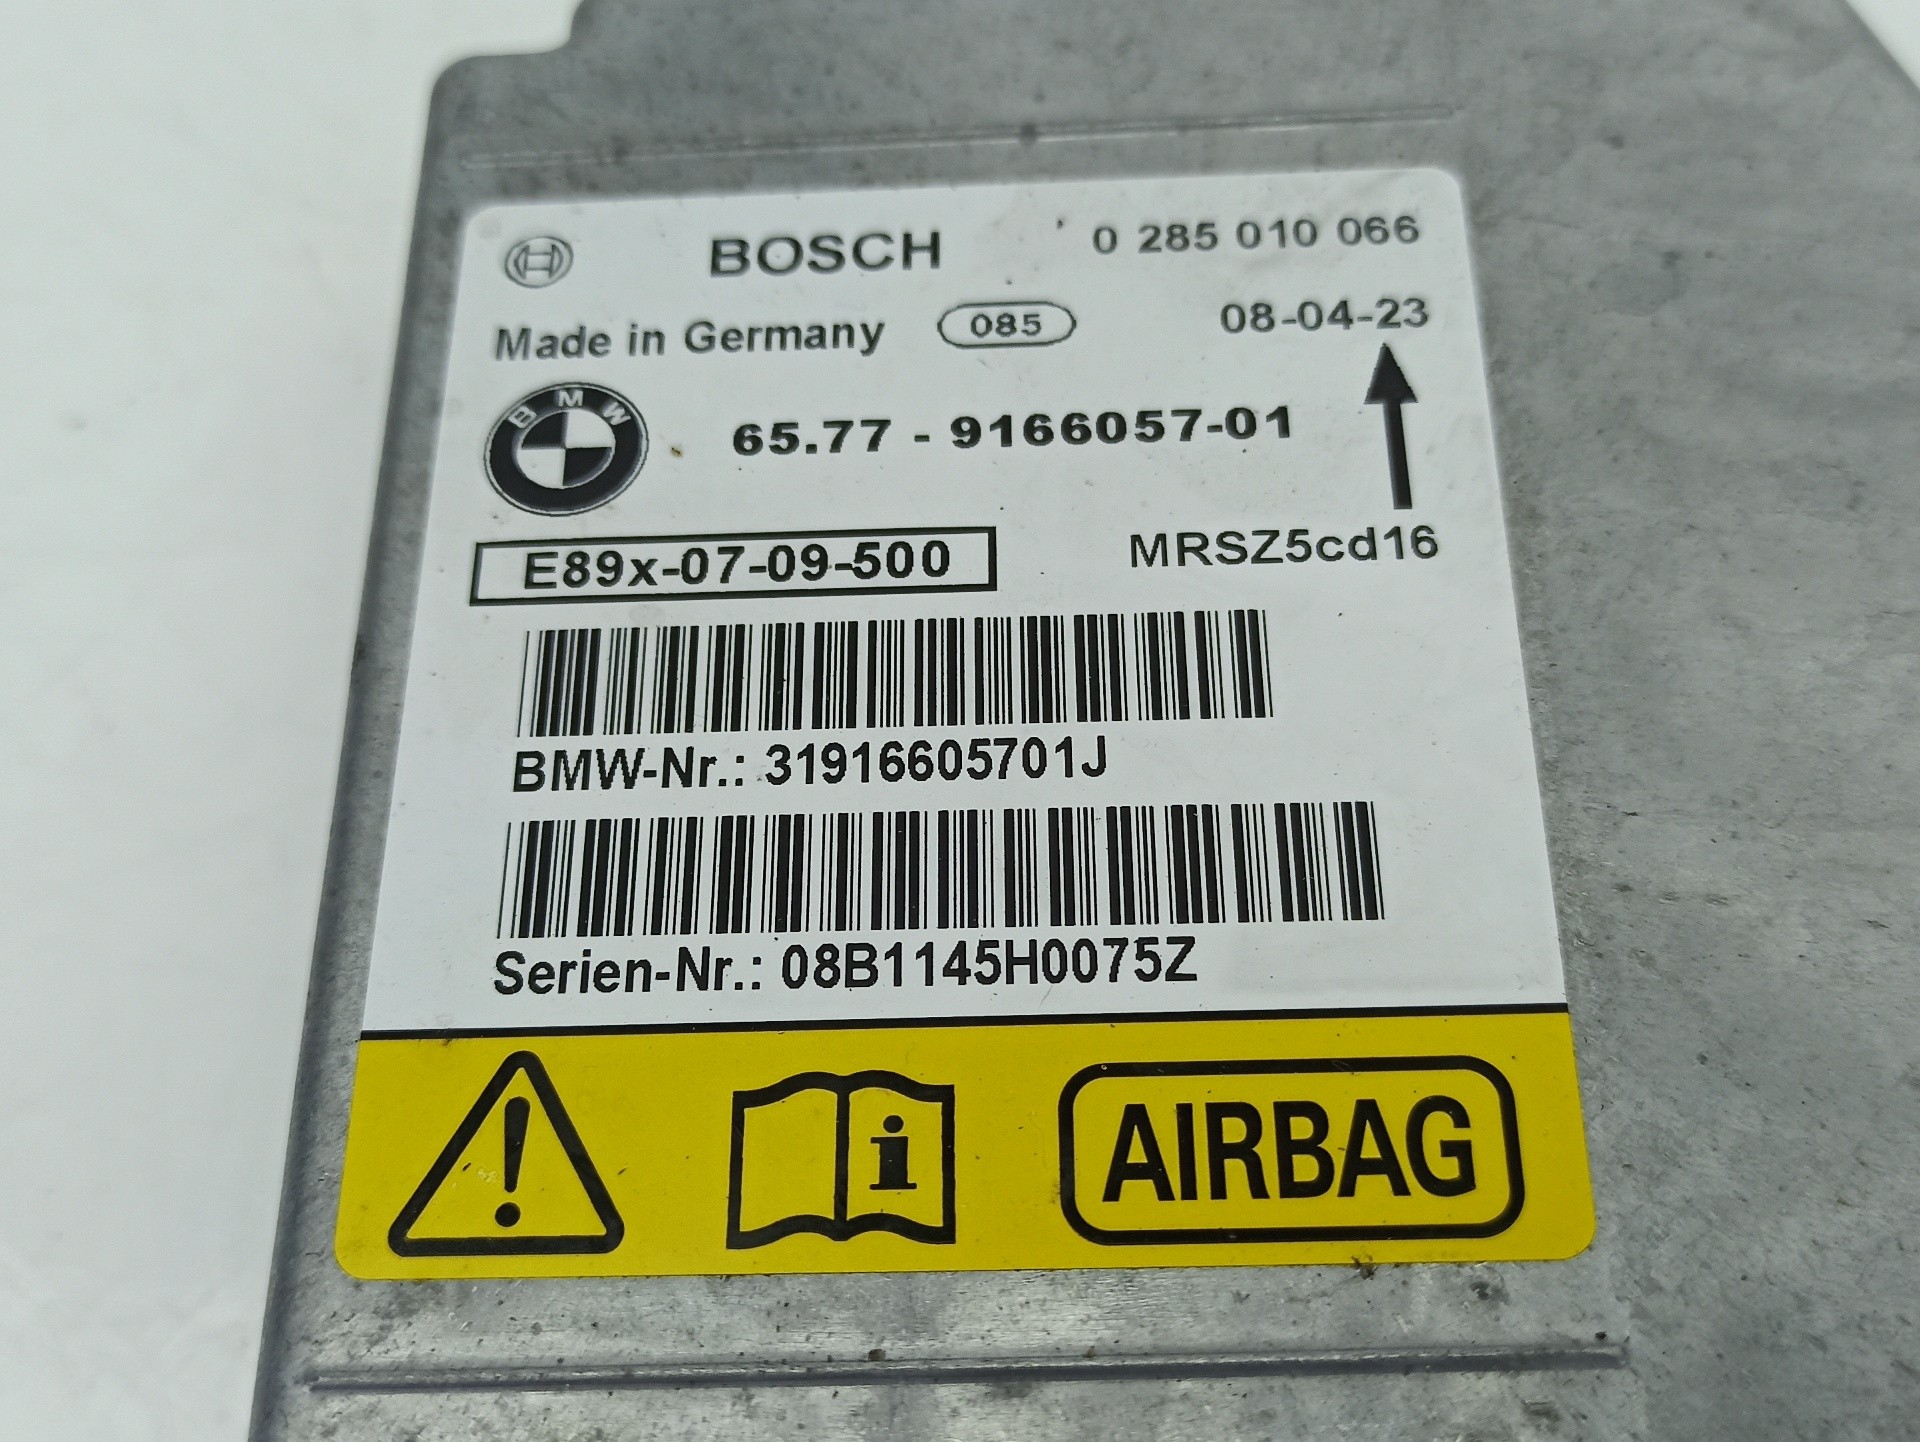 BOSCH 0 285 010 066
Made in Germany 085 08-04-23
BMW 65.77 - 9166057-01
E89x-07-09-500 MRSZ5cd16
BMW-Nr.: 31916605701J
Serien-Nr.: 08B1145H0075Z
i AIRBAG